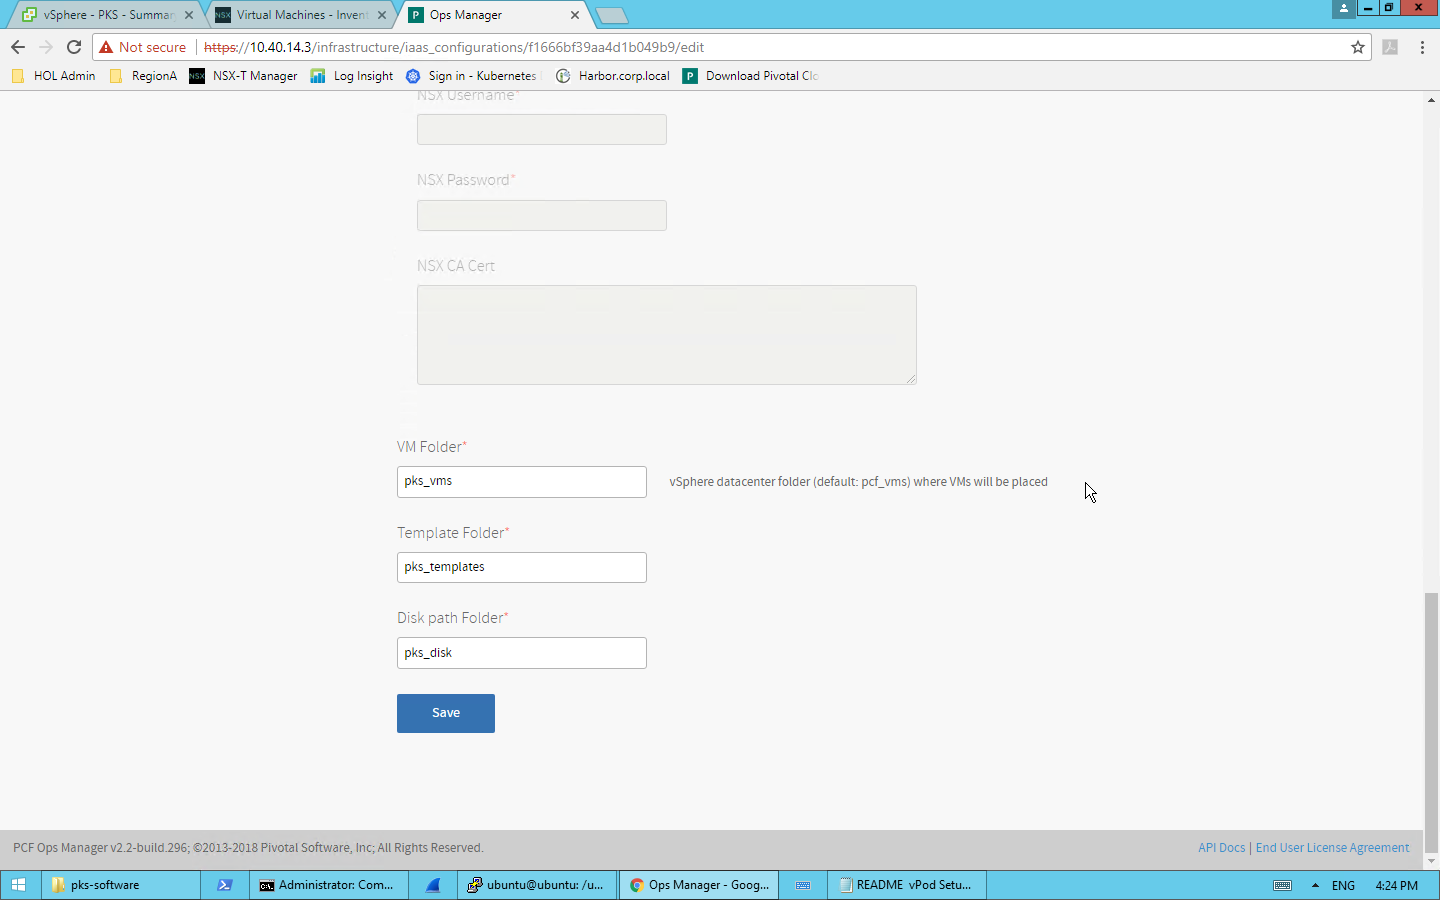 vSphere - PKS - Summar
Virtual Machines - Invent
Ops Manager
Not secure
https://10.40.14.3/infrastructure/iaas_configurations/f1666bf39aa4d1b049b9/edit
HOL Admin
RegionA
NSX
NSX-T Manager
Log Insight
Sign in - Kubernetes
Harbor.corp.local
P
Download Pivotal Clo
NSX Username*
NSX Password*
NSX CA Cert
VM Folder*
pks_vms
vSphere datacenter folder (default: pcf_vms) where VMs will be placed
Template Folder*
pks_templates
Disk path Folder*
pks_disk
Save
PCF Ops Manager v2.2-build.296; ©2013-2018 Pivotal Software, Inc; All Rights Reserved.
API Docs | End User License Agreement
pks-software
Administrator: Com...
ubuntu@ubuntu: /u...
Ops Manager - Goog...
README vPod Setu...
ENG
4:24 PM